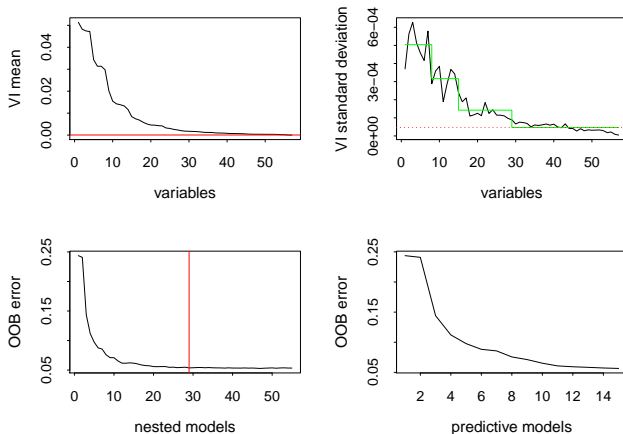 VI mean
0.00 0.02 0.04
0 10 20 30 40 50
variables
VI standard deviation
0e+00 3e-04 6e-04
0 10 20 30 40 50
variables
OOB error
0.05 0.15 0.25
0 10 20 30 40 50
nested models
OOB error
0.05 0.15 0.25
2 4 6 8 10 12 14
predictive models